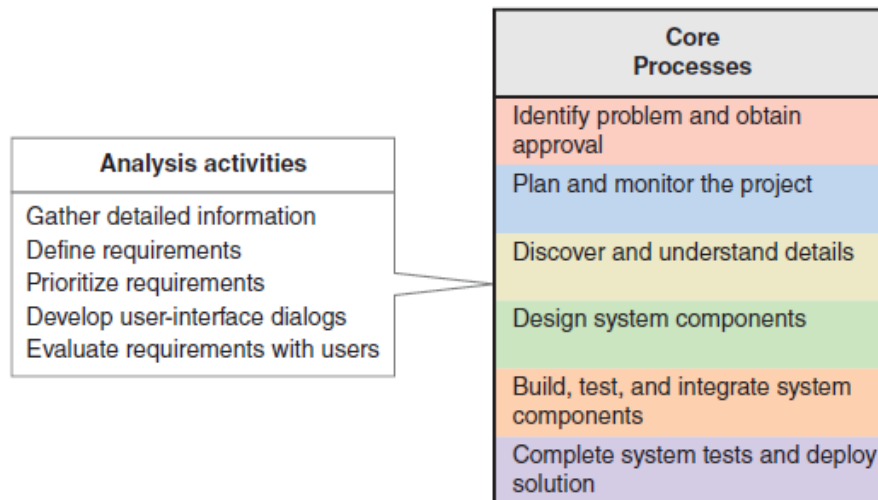 Analysis activities
Gather detailed information
Define requirements
Prioritize requirements
Develop user-interface dialogs
Evaluate requirements with users
Core
Processes
Identify problem and obtain
approval
Plan and monitor the project
Discover and understand details
Design system components
Build, test, and integrate system
components
Complete system tests and deploy
solution